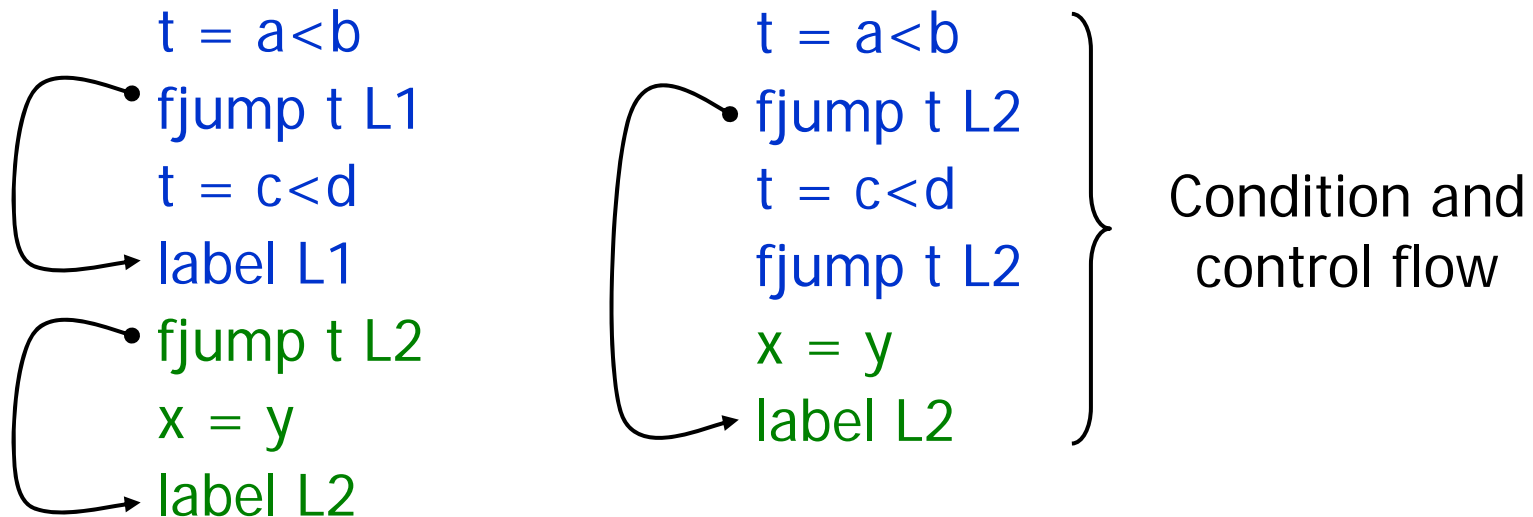 t = a<b
fjump t L1
t = c<d
label L1
fjump t L2
x = y
label L2
t = a<b
fjump t L2
t = c<d
fjump t L2
x = y
label L2
Condition and
control flow